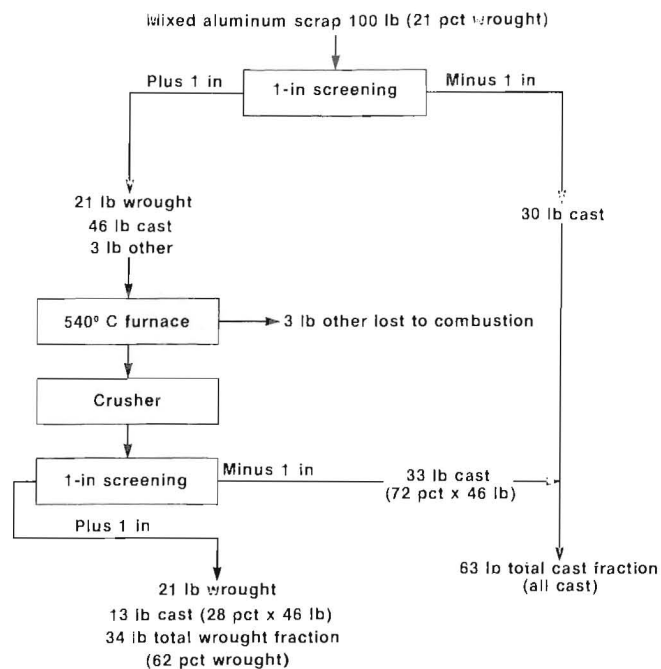 Mixed aluminum scrap 100 lb (21 pct wrought)
Plus 1 in
1-in screening
Minus 1 in
21 lb wrought
46 lb cast
3 lb other
30 lb cast
540° C furnace
3 lb other lost to combustion
Crusher
1-in screening
Minus 1 in
33 lb cast
(72 pct x 46 lb)
Plus 1 in
63 lb total cast fraction
(all cast)
21 lb wrought
13 lb cast (28 pct x 46 lb)
34 lb total wrought fraction
(62 pct wrought)